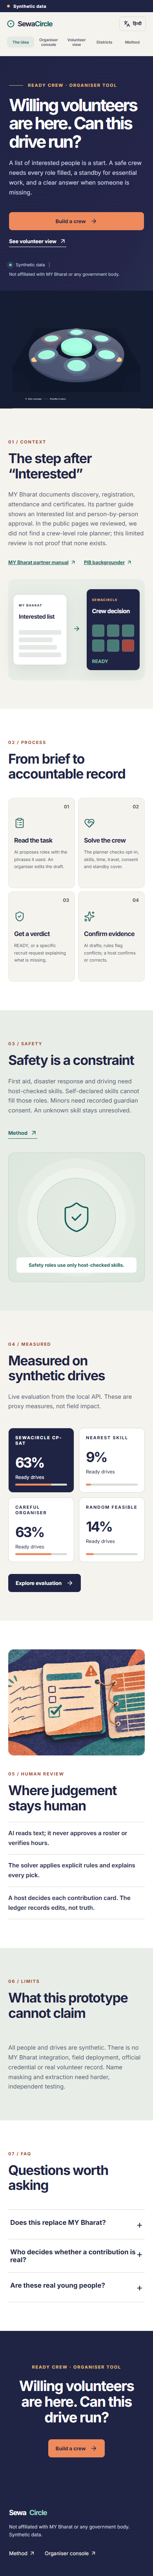 Synthetic data
SewaCircle
हिन्दी
The idea
Organiser
console
Volunteer
view
Districts
Method
READY CREW · ORGANISER TOOL
Willing volunteers
are here. Can this
drive run?
A list of interested people is a start. A safe crew
needs every role filled, a standby for essential
work, and a clear answer when someone is
missing.
Build a crew
See volunteer view
Synthetic data
Not affiliated with MY Bharat or any government body.
01 / CONTEXT
The step after
“Interested”
MY Bharat documents discovery, registration,
attendance and certificates. Its partner guide
shows an interested list and person-by-person
approval. In the public pages we reviewed, we
did not find a crew-level role planner; this limited
review is not proof that none exists.
MY Bharat partner manual
PIB backgrounder
MY BHARAT
Interested list
SEWACIRCLE
Crew decision
READY
02 / PROCESS
From brief to
accountable record
01
Read the task
AI proposes roles with the
phrases it used. An
organiser edits the draft.
02
Solve the crew
The planner checks opt-in,
skills, time, travel, consent
and standby cover.
03
Get a verdict
READY, or a specific
recruit request explaining
what is missing.
04
Confirm evidence
AI drafts; rules flag
conflicts; a host confirms
or corrects.
03 / SAFETY
Safety is a constraint
First aid, disaster response and driving need
host-checked skills. Self-declared skills cannot
fill those roles. Minors need recorded guardian
consent. An unknown skill stays unresolved.
Method
Safety roles use only host-checked skills.
04 / MEASURED
Measured on
synthetic drives
Live evaluation from the local API. These are
proxy measures, not field impact.
SEWACIRCLE CP-
SAT
63%
Ready drives
NEAREST SKILL
9%
Ready drives
CAREFUL
ORGANISER
63%
Ready drives
RANDOM FEASIBLE
14%
Ready drives
Explore evaluation
05 / HUMAN REVIEW
Where judgement
stays human
AI reads text; it never approves a roster or
verifies hours.
The solver applies explicit rules and explains
every pick.
A host decides each contribution card. The
ledger records edits, not truth.
06 / LIMITS
What this prototype
cannot claim
All people and drives are synthetic. There is no
MY Bharat integration, field deployment, official
credential or real volunteer record. Name
masking and extraction need harder,
independent testing.
07 / FAQ
Questions worth
asking
Does this replace MY Bharat?
Who decides whether a contribution is
real?
Are these real young people?
READY CREW · ORGANISER TOOL
Willing volunteers
are here. Can this
drive run?
Build a crew
Sewa Circle
Not affiliated with MY Bharat or any government body.
Synthetic data.
Method
Organiser console